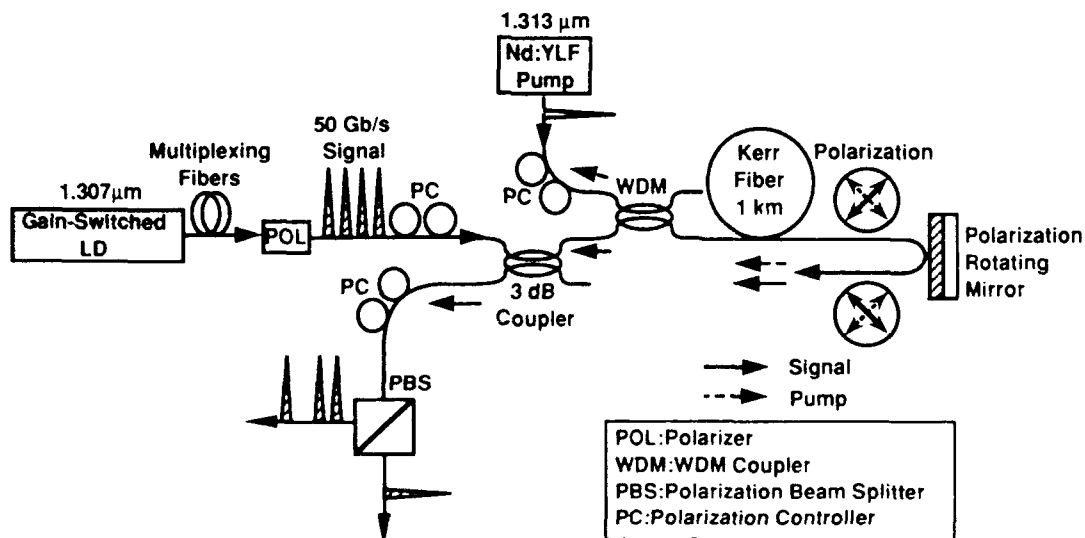 1.313 μm
Nd:YLF
Pump
50 Gb/s
Signal
Multiplexing
Fibers
1.307μm
Gain-Switched
LD
POL
PC
PC
WDM
Kerr
Fiber
1 km
Polarization
Polarization
Rotating
Mirror
3 dB
Coupler
PC
PBS
Signal
Pump
POL:Polarizer
WDM:WDM Coupler
PBS:Polarization Beam Splitter
PC:Polarization Controller